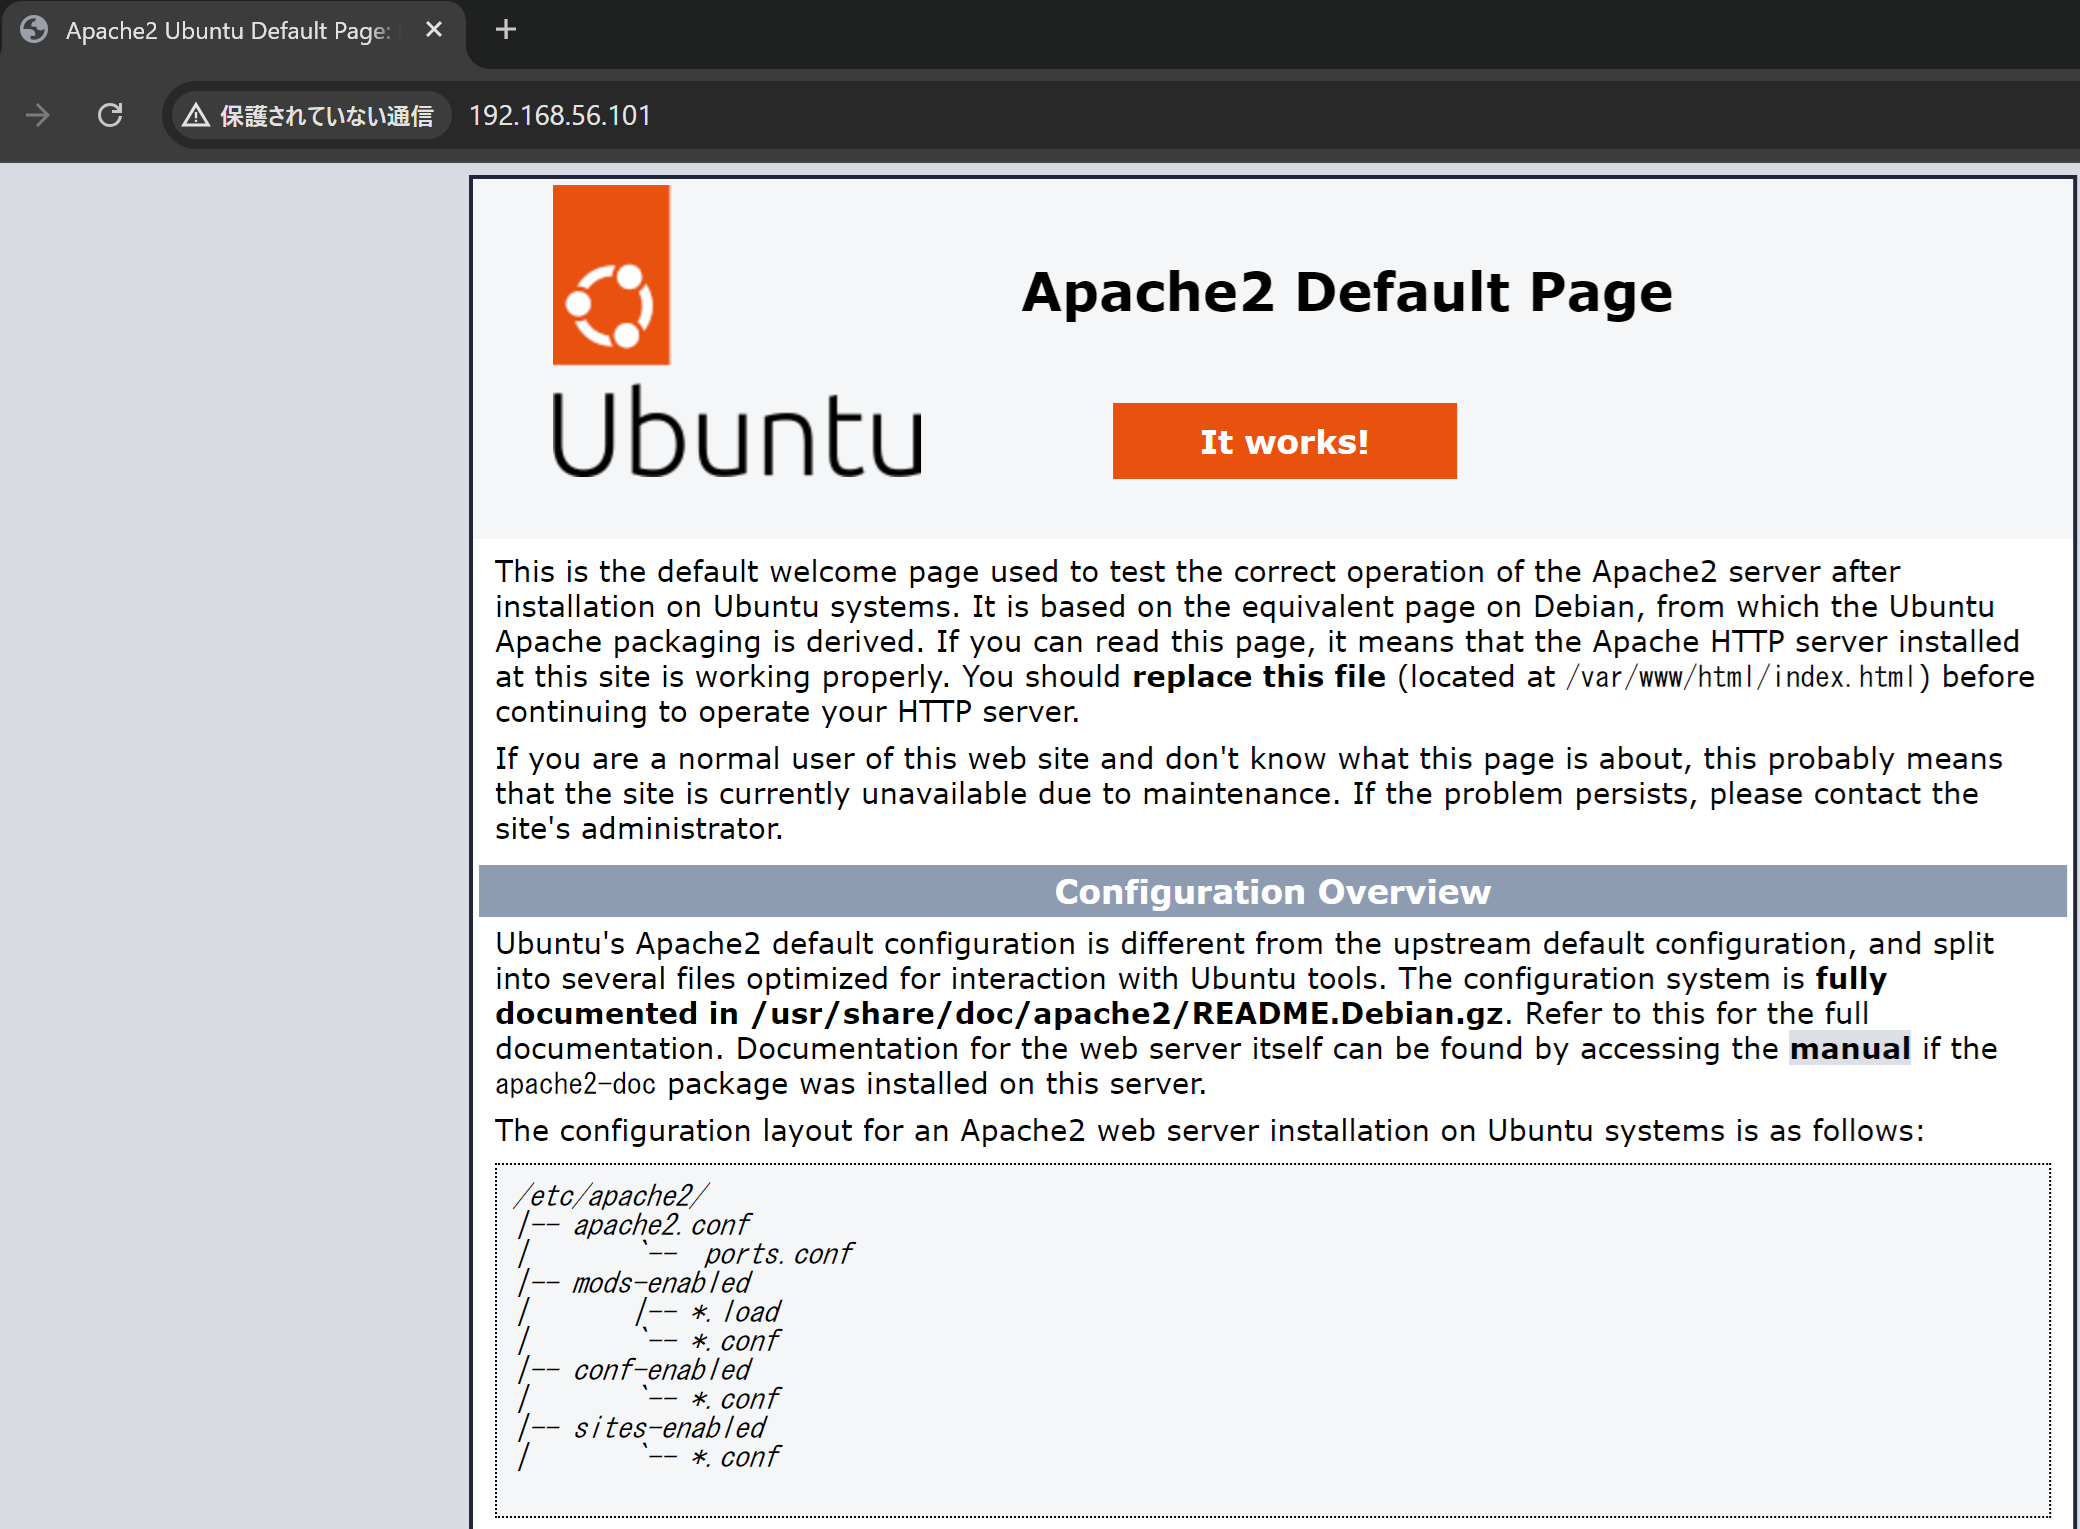 Apache2 Ubuntu Default Page:
保護されていない通信 192.168.56.101
Ubuntu
Apache2 Default Page
It works!
This is the default welcome page used to test the correct operation of the Apache2 server after
installation on Ubuntu systems. It is based on the equivalent page on Debian, from which the Ubuntu
Apache packaging is derived. If you can read this page, it means that the Apache HTTP server installed
at this site is working properly. You should replace this file (located at /var/www/html/index.html) before
continuing to operate your HTTP server.
If you are a normal user of this web site and don't know what this page is about, this probably means
that the site is currently unavailable due to maintenance. If the problem persists, please contact the
site's administrator.
Configuration Overview
Ubuntu's Apache2 default configuration is different from the upstream default configuration, and split
into several files optimized for interaction with Ubuntu tools. The configuration system is fully
documented in /usr/share/doc/apache2/README.Debian.gz. Refer to this for the full
documentation. Documentation for the web server itself can be found by accessing the manual if the
apache2-doc package was installed on this server.
The configuration layout for an Apache2 web server installation on Ubuntu systems is as follows:
/etc/apache2/
|-- apache2.conf
|       `--  ports.conf
|-- mods-enabled
|       |-- *.load
|       `-- *.conf
|-- conf-enabled
|       `-- *.conf
|-- sites-enabled
|       `-- *.conf